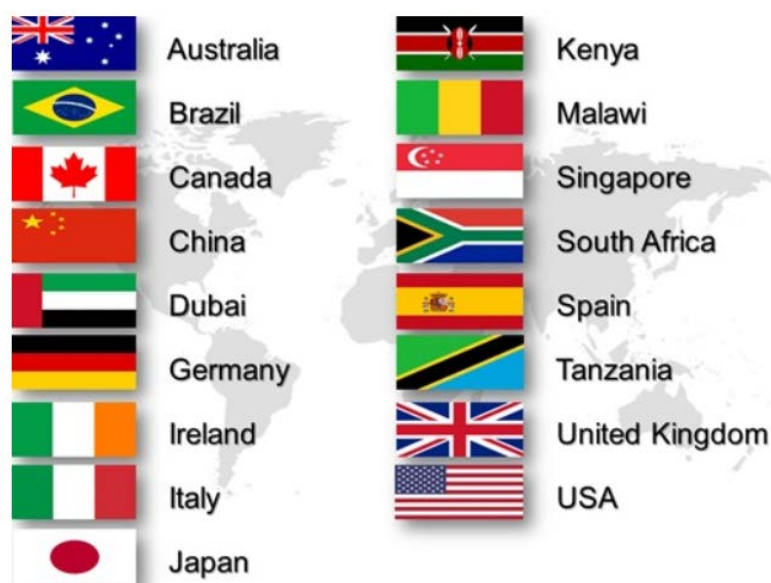 Australia
Brazil
Canada
China
Dubai
Germany
Ireland
Italy
Japan
Kenya
Malawi
Singapore
South Africa
Spain
Tanzania
United Kingdom
USA